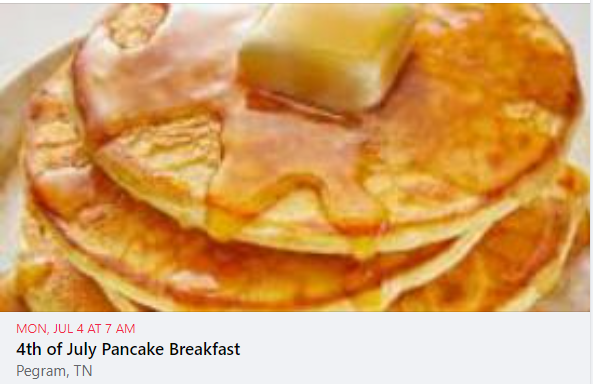 MON, JUL 4 AT 7 AM
4th of July Pancake Breakfast
Pegram, TN